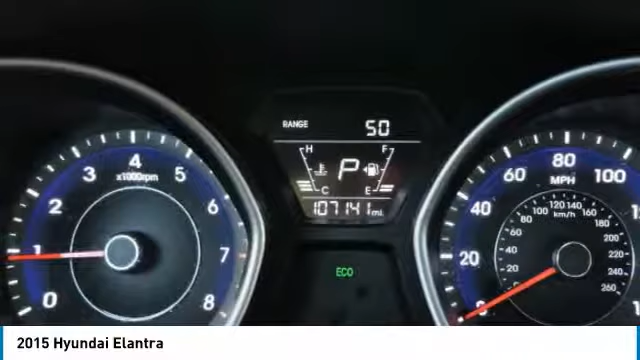 RANGE 50
H F
P
C E
107141 mi.
0 1 2 3 4 5 6 7 8
x1000rpm
ECO
20 40 60 80 100
MPH
0 20 40 60 80 100 120 140 160 180 200 220 240 260
km/h
2015 Hyundai Elantra